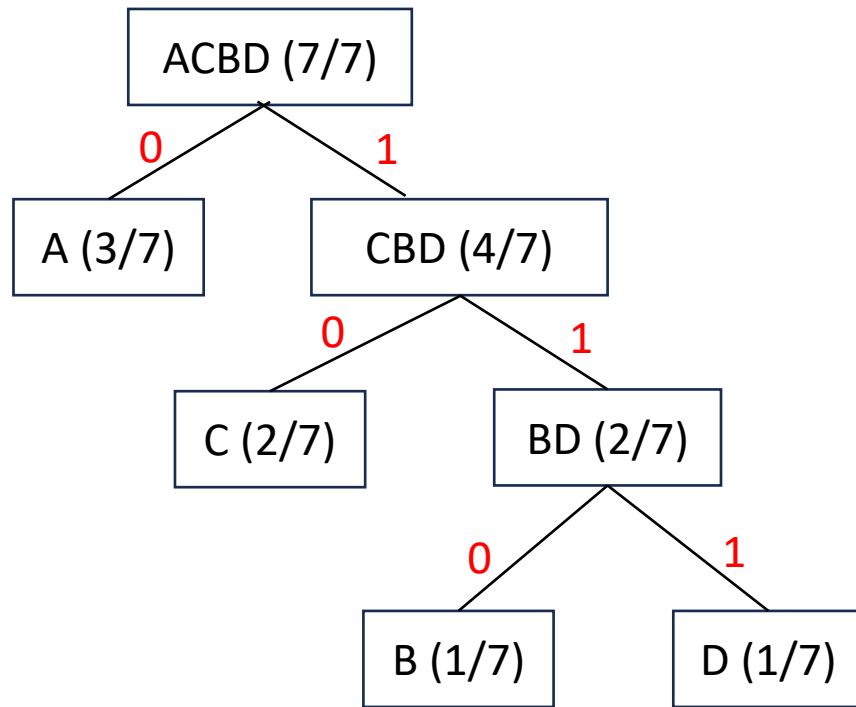 ACBD (7/7)
0
1
A (3/7)
CBD (4/7)
0
1
C (2/7)
BD (2/7)
0
1
B (1/7)
D (1/7)